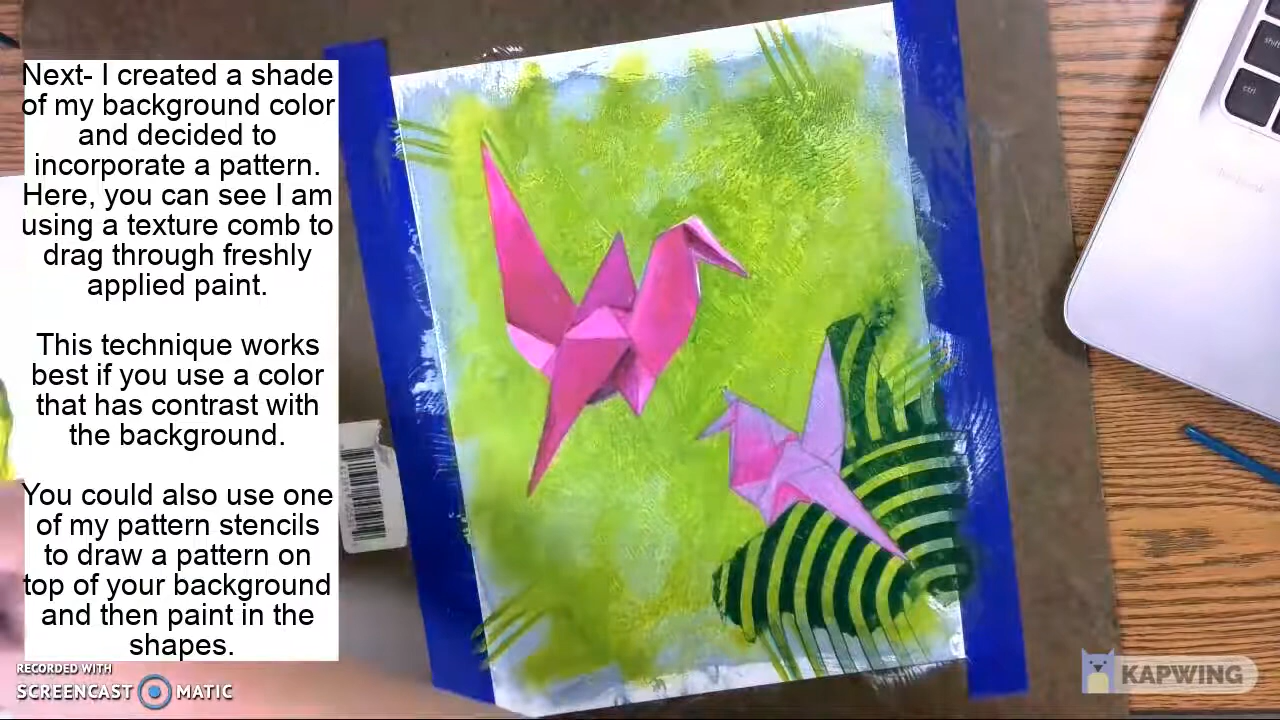 Next- I created a shade
of my background color
and decided to
incorporate a pattern.
Here, you can see I am
using a texture comb to
drag through freshly
applied paint.
This technique works
best if you use a color
that has contrast with
the background.
You could also use one
of my pattern stencils
to draw a pattern on
top of your background
and then paint in the
shapes.
RECORDED WITH
SCREENCAST MATIC
KAPWING
shift
ctrl